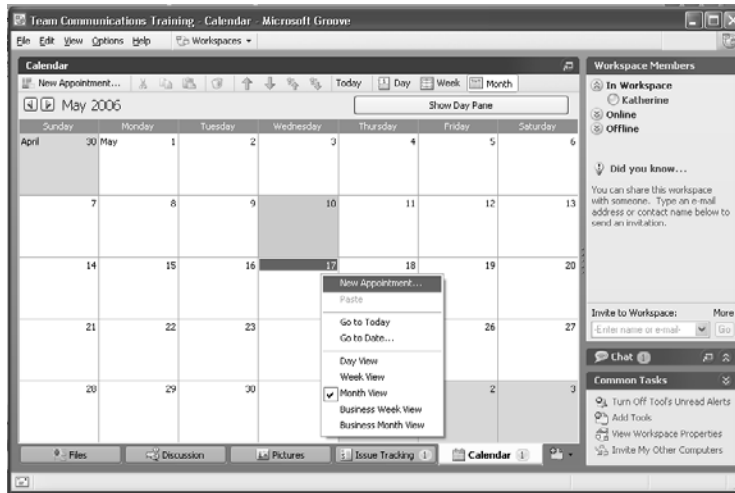 Team Communications Training - Calendar - Microsoft Groove
File Edit View Options Help Workspaces
Calendar
New Appointment... Today Day Week Month
May 2006 Show Day Pane
Sunday Monday Tuesday Wednesday Thursday Friday Saturday
April 30 May 1 2 3 4 5 6
7 8 9 10 11 12 13
14 15 16 17 18 19 20
21 22 23 26 27
28 29 30 2 3
New Appointment...
Paste
Go to Today
Go to Date...
Day View
Week View
Month View
Business Week View
Business Month View
Files Discussion Pictures Issue Tracking 1 Calendar 1
Workspace Members
In Workspace
Katherine
Online
Offline
Did you know...
You can share this workspace
with someone. Type an e-mail
address or contact name below to
send an invitation.
Invite to Workspace: More
-Enter name or e-mail- Go
Chat 1
Common Tasks
Turn Off Tool's Unread Alerts
Add Tools
View Workspace Properties
Invite My Other Computers